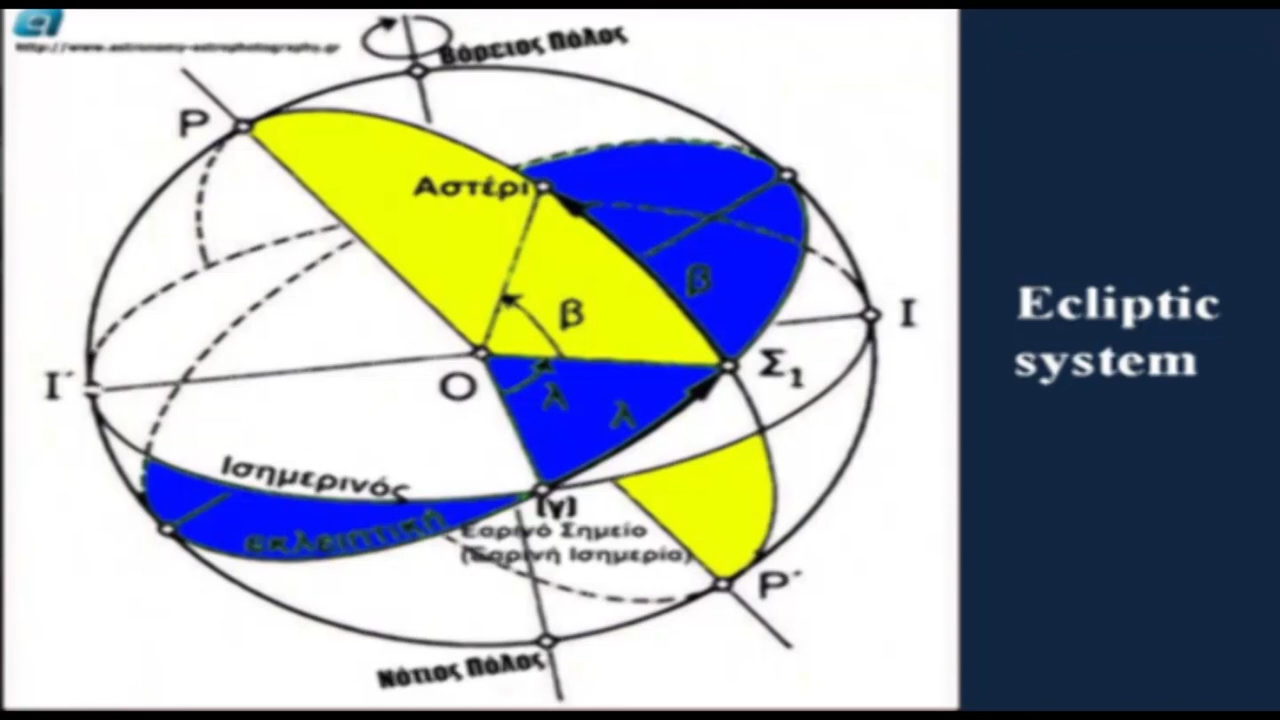 http://www.astronomy-astrophotography.gr
Βόρειος Πόλος
P
Αστέρι
β
β
Ecliptic
system
I
I΄
O
Σ1
λ
λ
Ισημερινός
(γ)
εκλειπτική
Εαρινό Σημείο
(Εαρινή Ισημερία)
P΄
Νότιος Πόλος